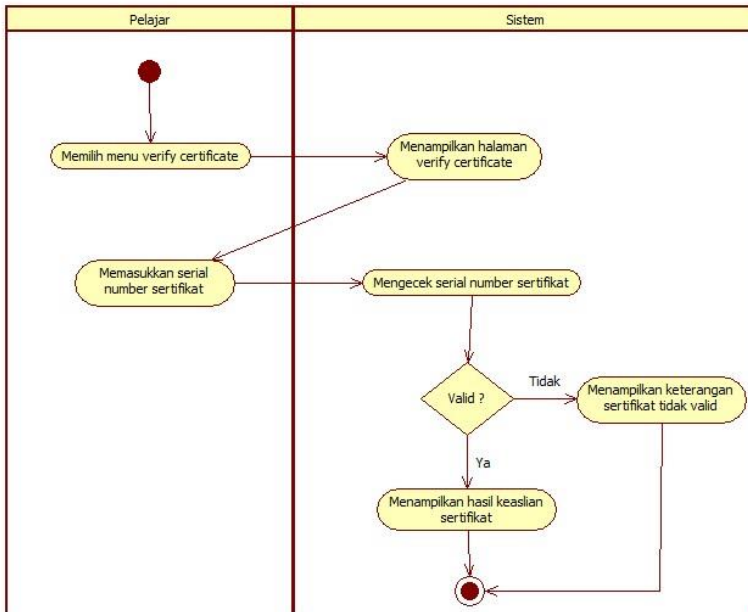 Pelajar
Sistem
Memilih menu verify certificate
Menampilkan halaman
verify certificate
Memasukkan serial
number sertifikat
Mengecek serial number sertifikat
Valid ?
Tidak
Menampilkan keterangan
sertifikat tidak valid
Ya
Menampilkan hasil keaslian
sertifikat